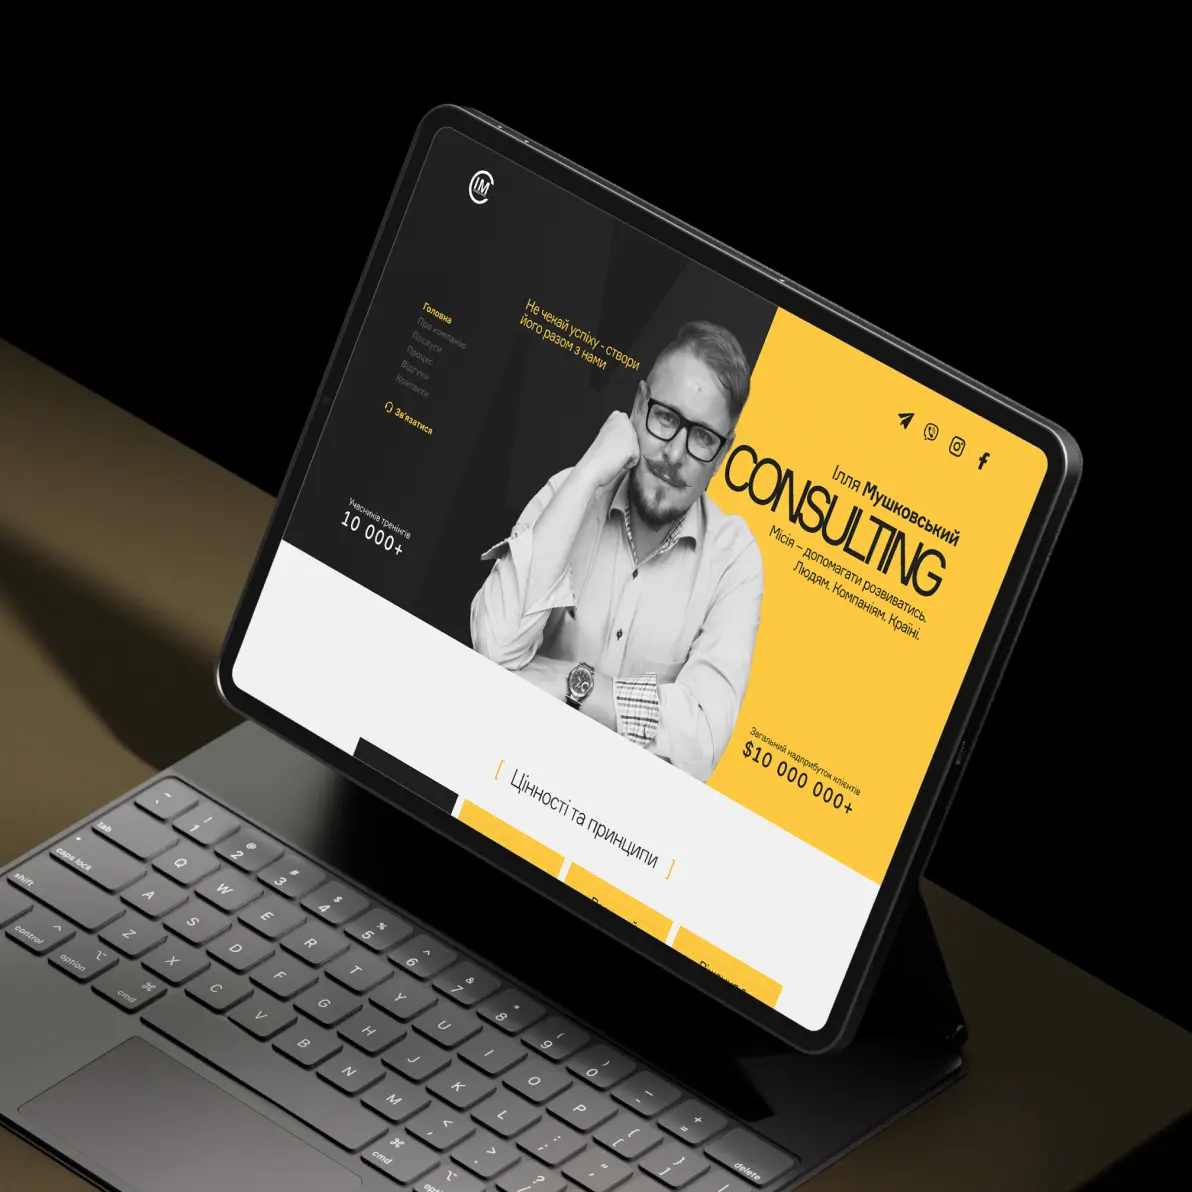 IM
Головна
Про компанію
Послуги
Процес
Відгуки
Контакти
Зв'язатися
Не чекай успіху - створи
його разом з нами
Учасників тренінгів
10 000+
Ілля Мушковський
CONSULTING
Місія – допомагати розвиватись.
Людям. Компаніям. Країні.
Загальний надприбуток клієнтів
$10 000 000+
[ Цінності та принципи ]
~ `
! 1
@ 2
# 3
$ 4
% 5
^ 6
& 7
* 8
( 9
) 0
_ -
+ =
delete
tab
Q W E R T Y U I O P { [ } ]
caps lock
A S D F G H J K L : ; " '
shift
Z X C V B N M < , > . ?
control
option
cmd ⌘
⌘ cmd